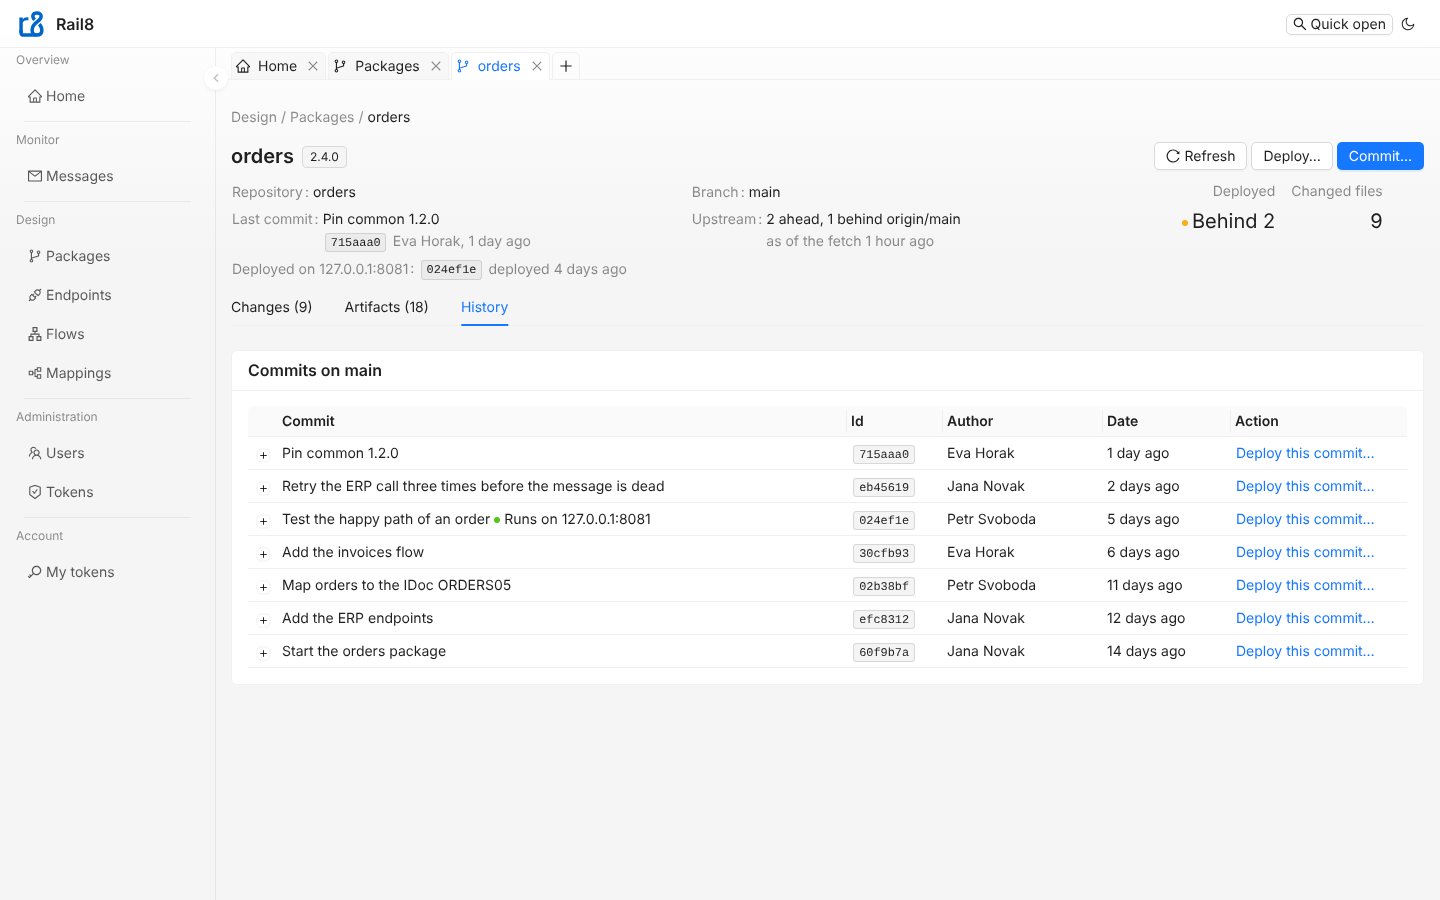 Rail8
Quick open
Overview
Home
Monitor
Messages
Design
Packages
Endpoints
Flows
Mappings
Administration
Users
Tokens
Account
My tokens
Home
Packages
orders
Design / Packages / orders
orders 2.4.0
Refresh
Deploy...
Commit...
Repository: orders
Branch: main
Deployed
Behind 2
Changed files
9
Last commit: Pin common 1.2.0
715aaa0 Eva Horak, 1 day ago
Upstream: 2 ahead, 1 behind origin/main
as of the fetch 1 hour ago
Deployed on 127.0.0.1:8081: 024ef1e deployed 4 days ago
Changes (9)
Artifacts (18)
History
Commits on main
Commit Id Author Date Action
+ Pin common 1.2.0 715aaa0 Eva Horak 1 day ago Deploy this commit...
+ Retry the ERP call three times before the message is dead eb45619 Jana Novak 2 days ago Deploy this commit...
+ Test the happy path of an order Runs on 127.0.0.1:8081 024ef1e Petr Svoboda 5 days ago Deploy this commit...
+ Add the invoices flow 30cfb93 Eva Horak 6 days ago Deploy this commit...
+ Map orders to the IDoc ORDERS05 02b38bf Petr Svoboda 11 days ago Deploy this commit...
+ Add the ERP endpoints efc8312 Jana Novak 12 days ago Deploy this commit...
+ Start the orders package 60f9b7a Jana Novak 14 days ago Deploy this commit...